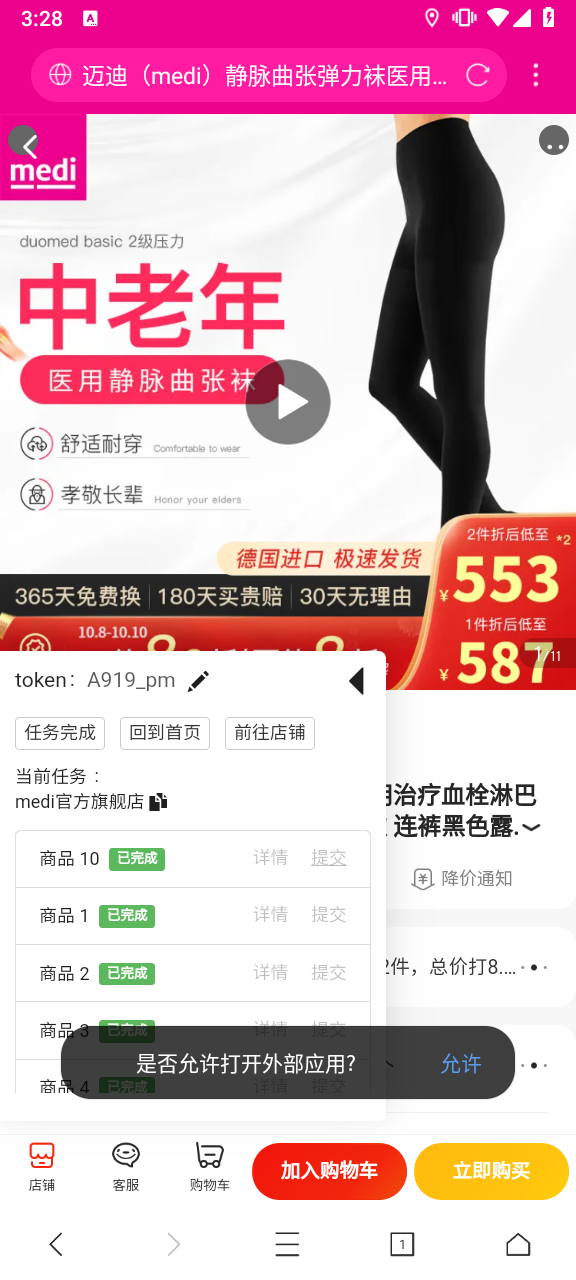 3:28
A
迈迪（medi）静脉曲张弹力袜医用...
medi
duomed basic 2级压力
中老年
医用静脉曲张袜
舒适耐穿 Comfortable to wear
孝敬长辈 Honor your elders
德国进口 极速发货
2件折后低至 *2
¥553
365天免费换 180天买贵赔 30天无理由
1件折后低至
10.8-10.10
¥587
1/11
token: A919_pm
任务完成 回到首页 前往店铺
当前任务：
medi官方旗舰店
治疗血栓淋巴
连裤黑色露.
降价通知
商品 10 已完成 详情 提交
商品 1 已完成 详情 提交
2件，总价打8....
商品 2 已完成 详情 提交
商品 3 已完成 详情 提交
是否允许打开外部应用? 允许
商品 4 已完成 详情 提交
店铺 客服 购物车 加入购物车 立即购买
1